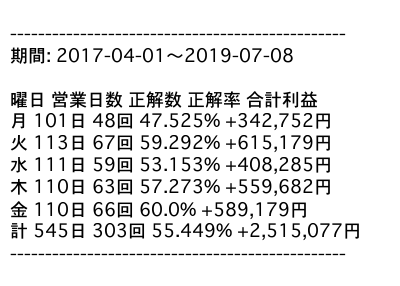 ------------------------------------------------
期間: 2017-04-01〜2019-07-08
曜日 営業日数 正解数 正解率 合計利益
月 101日 48回 47.525% +342,752円
火 113日 67回 59.292% +615,179円
水 111日 59回 53.153% +408,285円
木 110日 63回 57.273% +559,682円
金 110日 66回 60.0% +589,179円
計 545日 303回 55.449% +2,515,077円
------------------------------------------------